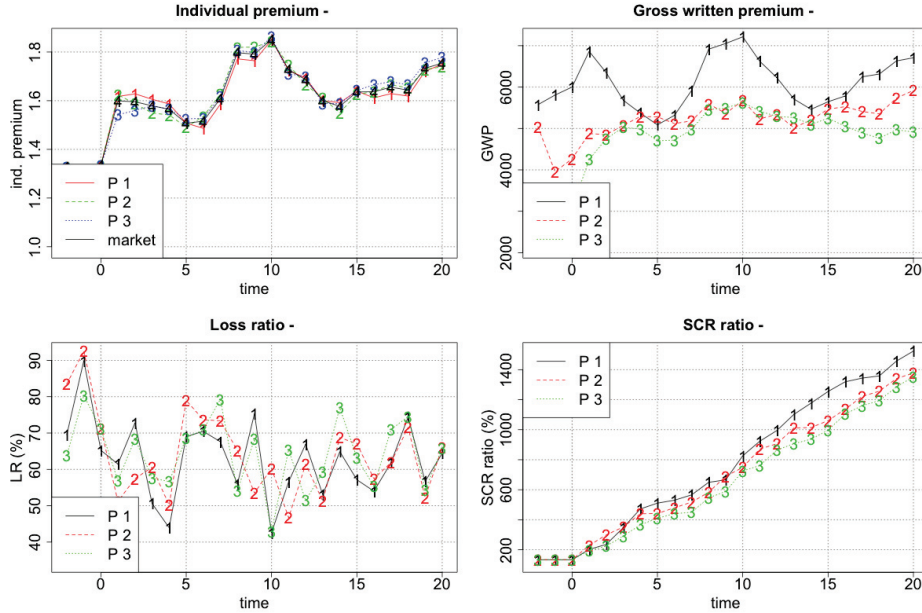 Individual premium -
ind. premium
1.0 1.2 1.4 1.6 1.8
P 1
P 2
P 3
market
0 5 10 15 20
time
Gross written premium -
GWP
2000 4000 6000
P 1
P 2
P 3
0 5 10 15 20
time
Loss ratio -
LR (%)
40 50 60 70 80 90
P 1
P 2
P 3
0 5 10 15 20
time
SCR ratio -
SCR ratio (%)
200 600 1000 1400
P 1
P 2
P 3
0 5 10 15 20
time